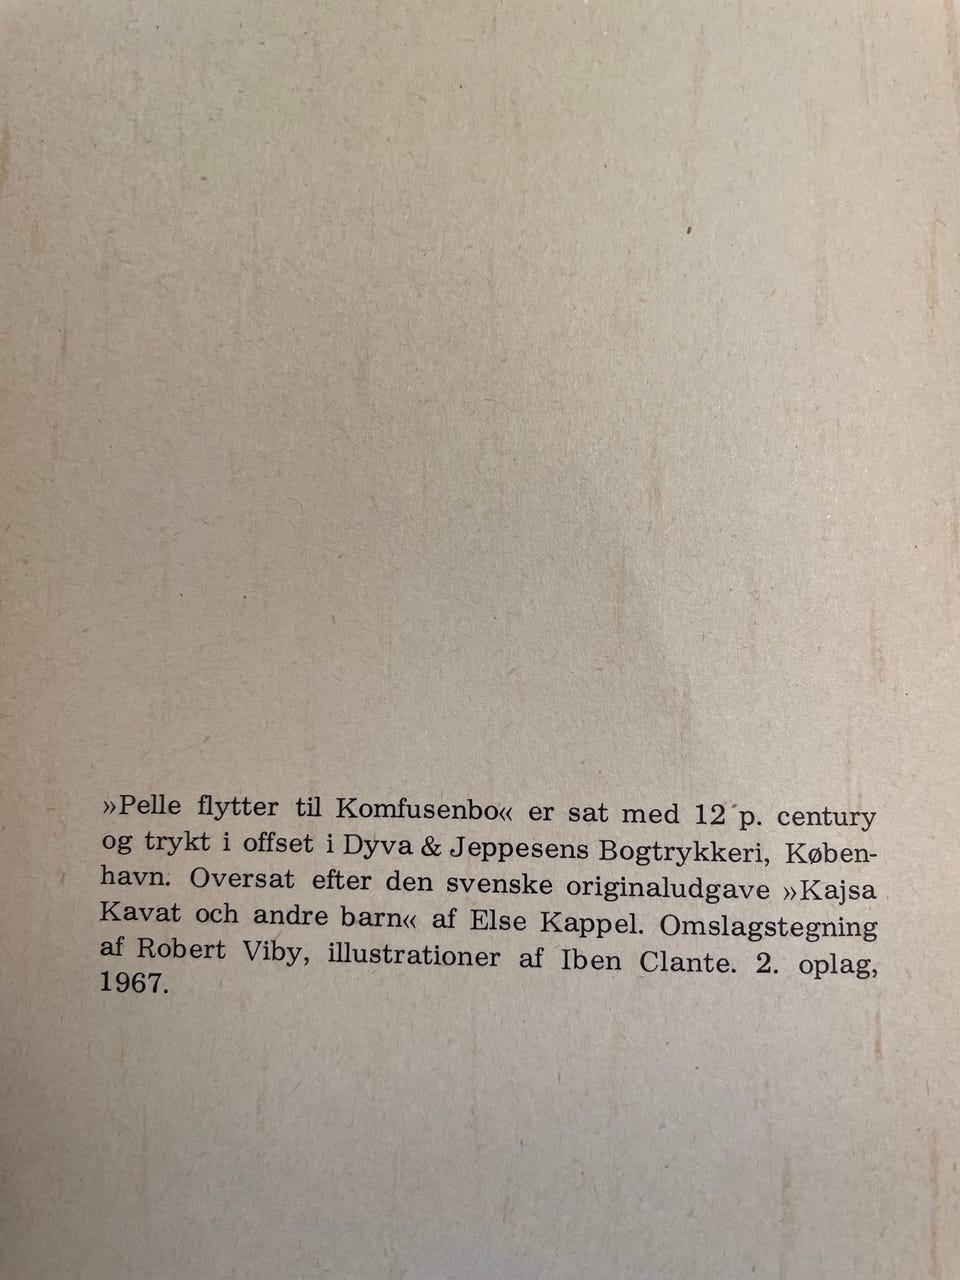 »Pelle flytter til Komfusenbo« er sat med 12 p. century
og trykt i offset i Dyva & Jeppesens Bogtrykkeri, Køben-
havn. Oversat efter den svenske originaludgave »Kajsa
Kavat och andre barn« af Else Kappel. Omslagstegning
af Robert Viby, illustrationer af Iben Clante. 2. oplag,
1967.